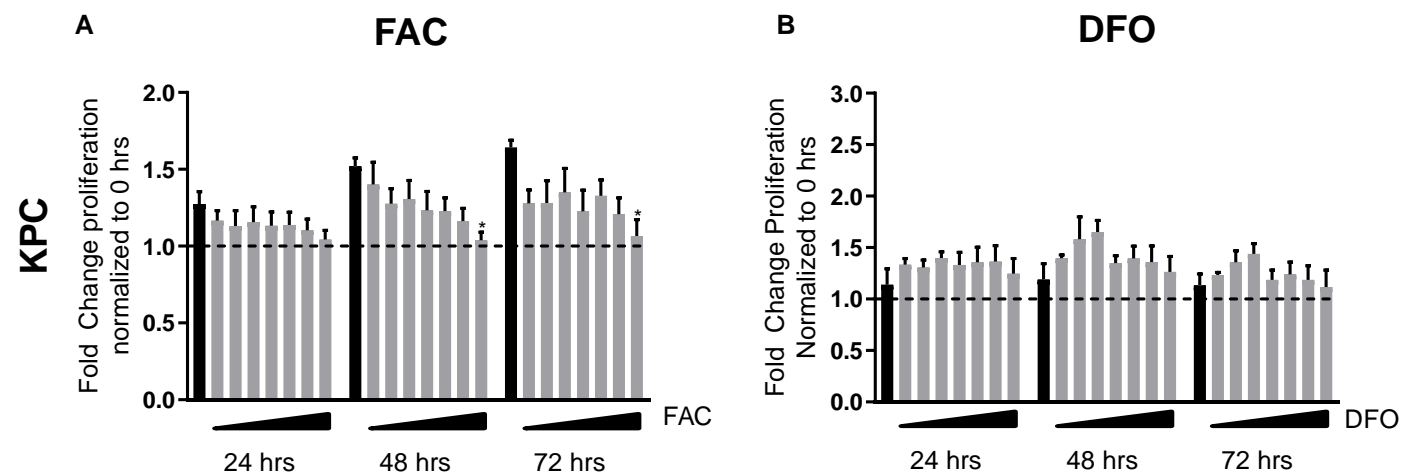 A
FAC
KPC
Fold Change proliferation
normalized to 0 hrs
2.0
1.5
1.0
0.5
0.0
*
*
FAC
24 hrs
48 hrs
72 hrs
B
DFO
Fold Change Proliferation
Normalized to 0 hrs
3.0
2.5
2.0
1.5
1.0
0.5
0.0
DFO
24 hrs
48 hrs
72 hrs